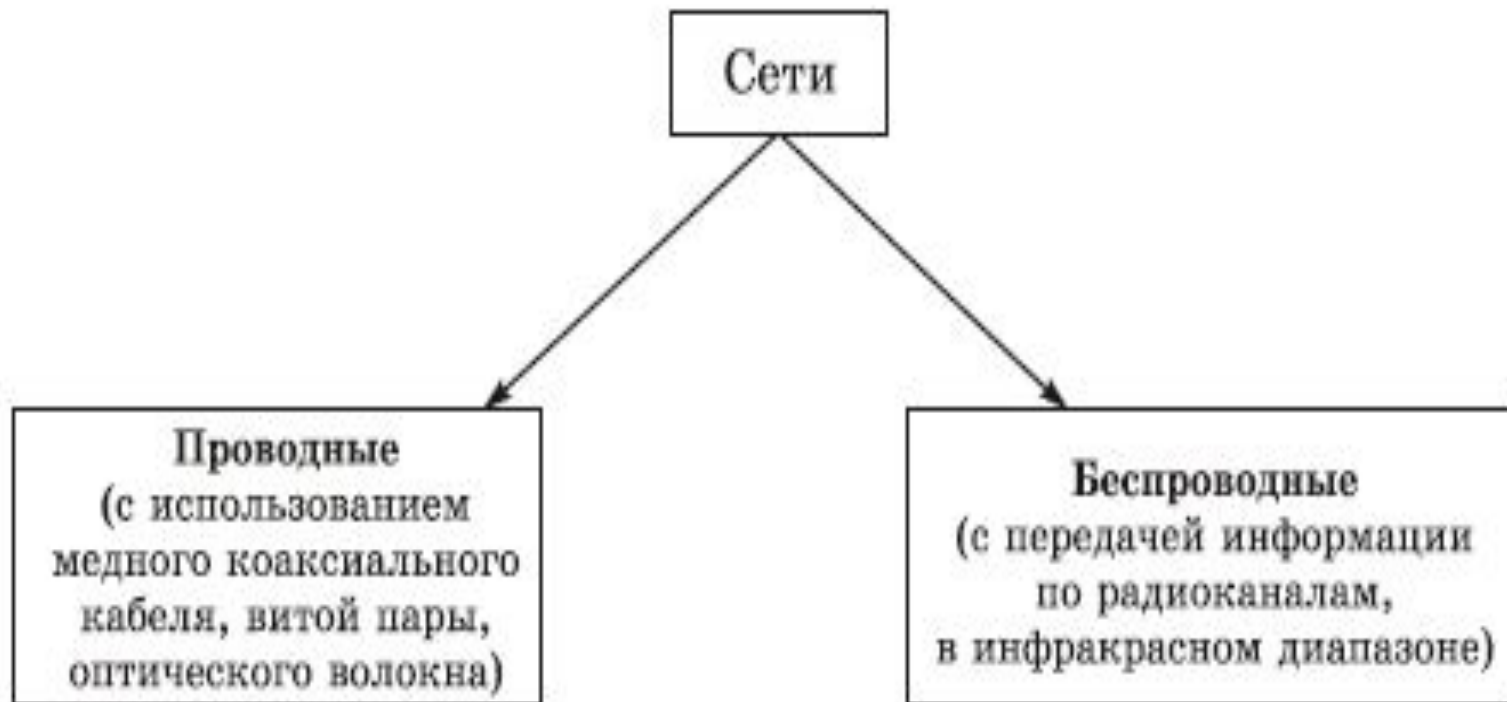 Сети
Проводные
(с использованием
медного коаксиального
кабеля, витой пары,
оптического волокна)
Беспроводные
(с передачей информации
по радиоканалам,
в инфракрасном диапазоне)